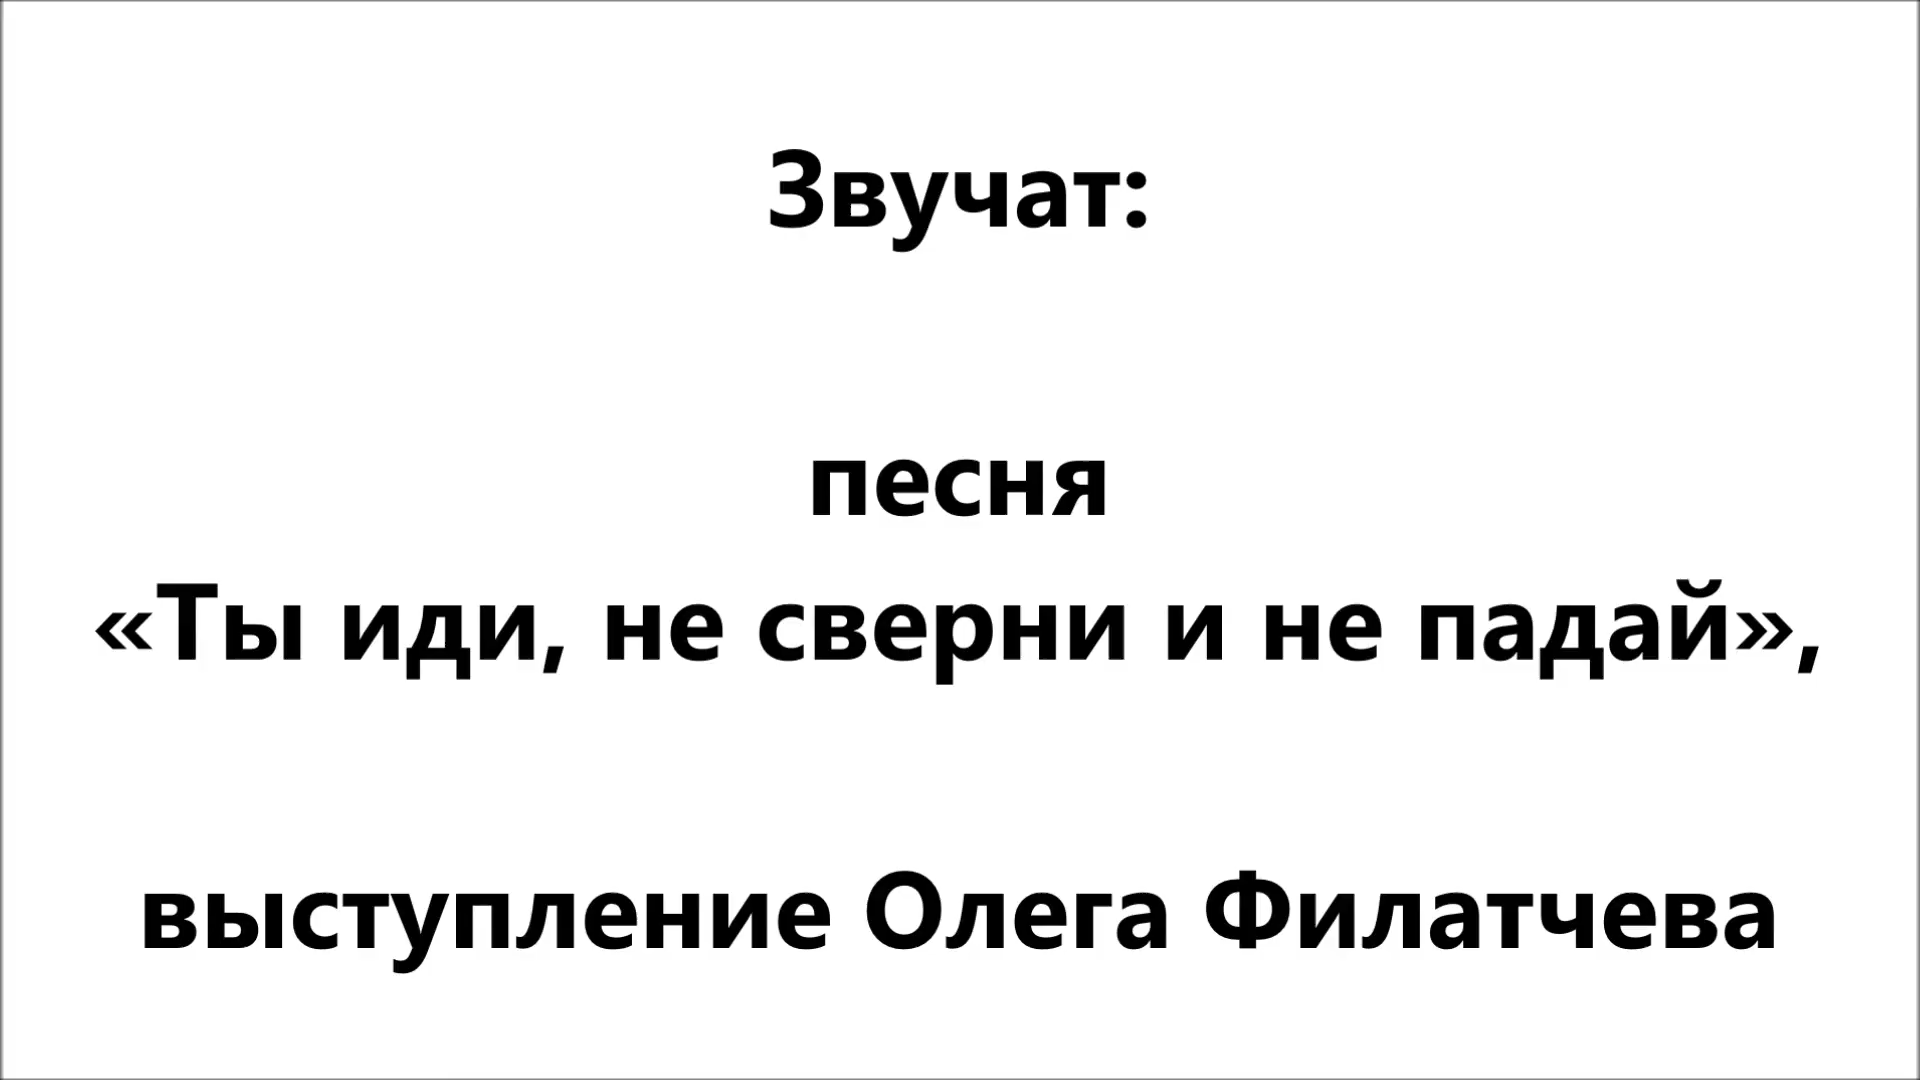 Звучат:
песня
«Ты иди, не сверни и не падай»,
выступление Олега Филатчева